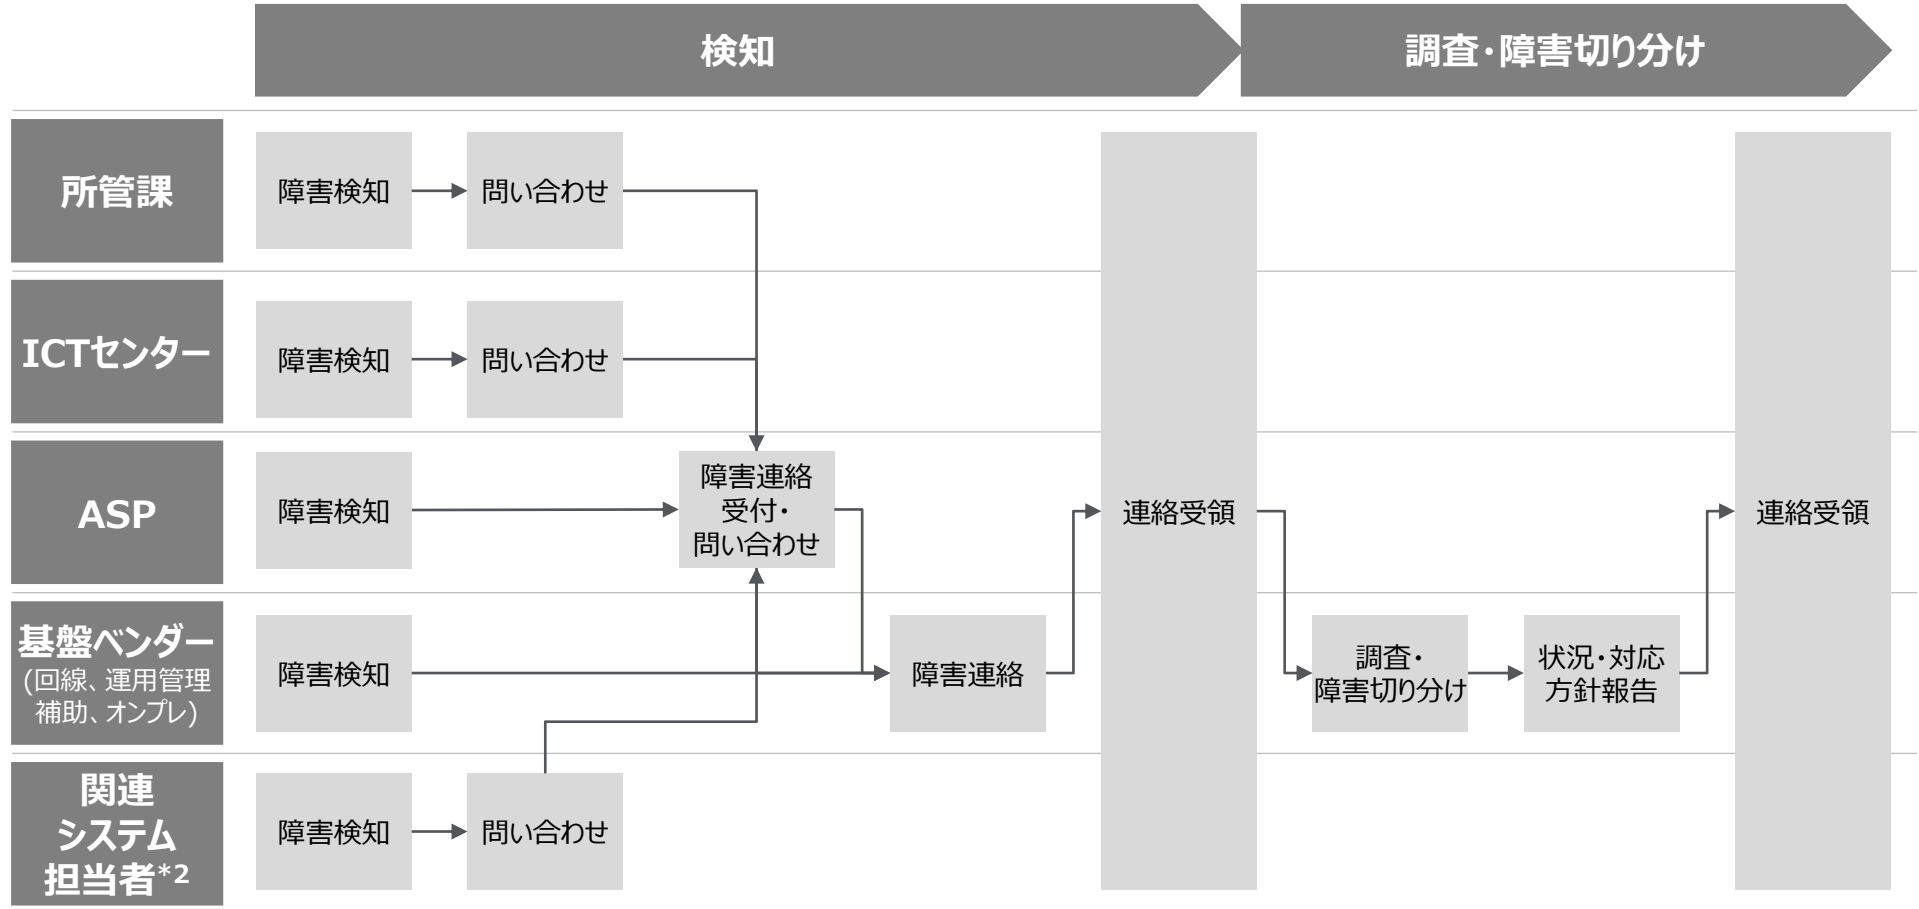 検知
調査・障害切り分け
所管課
障害検知
問い合わせ
ICTセンター
障害検知
問い合わせ
ASP
障害検知
障害連絡
受付・
問い合わせ
連絡受領
連絡受領
基盤ベンダー
(回線、運用管理
補助、オンプレ)
障害検知
障害連絡
調査・
障害切り分け
状況・対応
方針報告
関連
システム
担当者*2
障害検知
問い合わせ